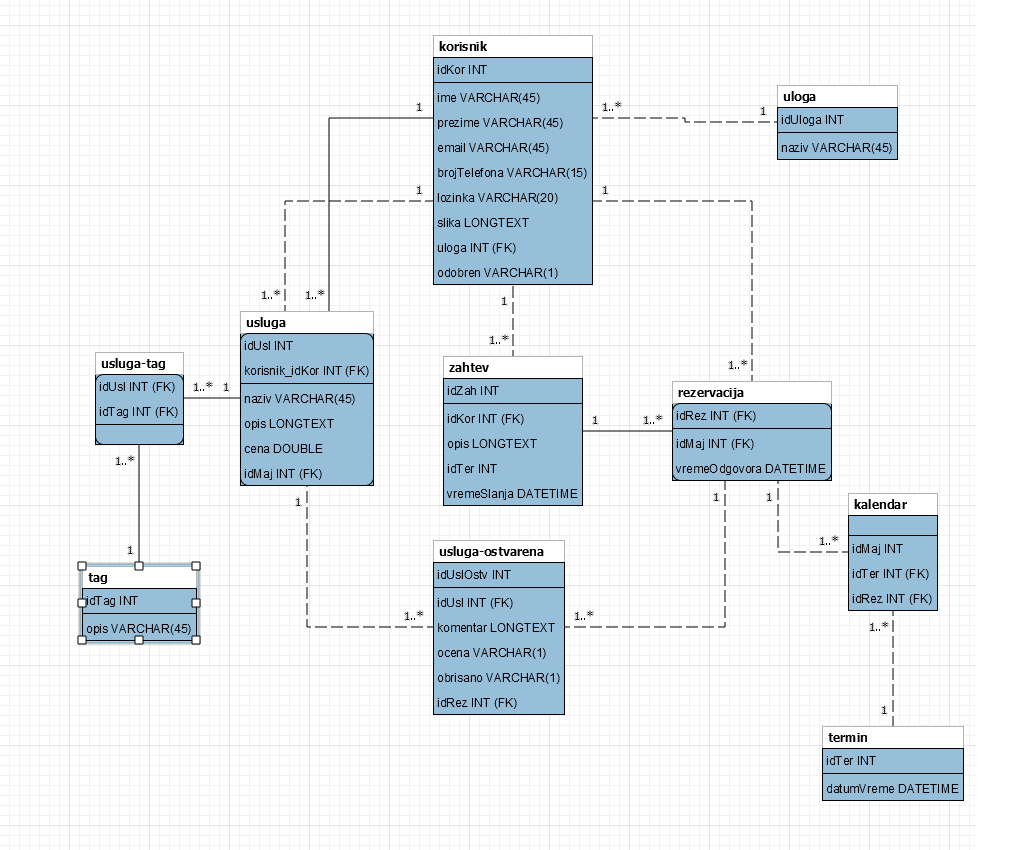 korisnik
idKor INT
ime VARCHAR(45)
prezime VARCHAR(45)
email VARCHAR(45)
brojTelefona VARCHAR(15)
lozinka VARCHAR(20)
slika LONGTEXT
uloga INT (FK)
odobren VARCHAR(1)
1
1..*
1
1
1
uloga
idUloga INT
naziv VARCHAR(45)
1..*
1..*
1
1..*
1..*
usluga
idUsl INT
korisnik_idKor INT (FK)
naziv VARCHAR(45)
opis LONGTEXT
cena DOUBLE
idMaj INT (FK)
usluga-tag
idUsl INT (FK)
idTag INT (FK)
1..*
1
zahtev
idZah INT
idKor INT (FK)
opis LONGTEXT
idTer INT
vremeSlanja DATETIME
1
1..*
rezervacija
idRez INT (FK)
idMaj INT (FK)
vremeOdgovora DATETIME
1..*
1
1
1
1
tag
idTag INT
opis VARCHAR(45)
usluga-ostvarena
idUslOstv INT
idUsl INT (FK)
komentar LONGTEXT
ocena VARCHAR(1)
obrisano VARCHAR(1)
idRez INT (FK)
1..*
1..*
kalendar
idMaj INT
idTer INT (FK)
idRez INT (FK)
1..*
1..*
1
termin
idTer INT
datumVreme DATETIME